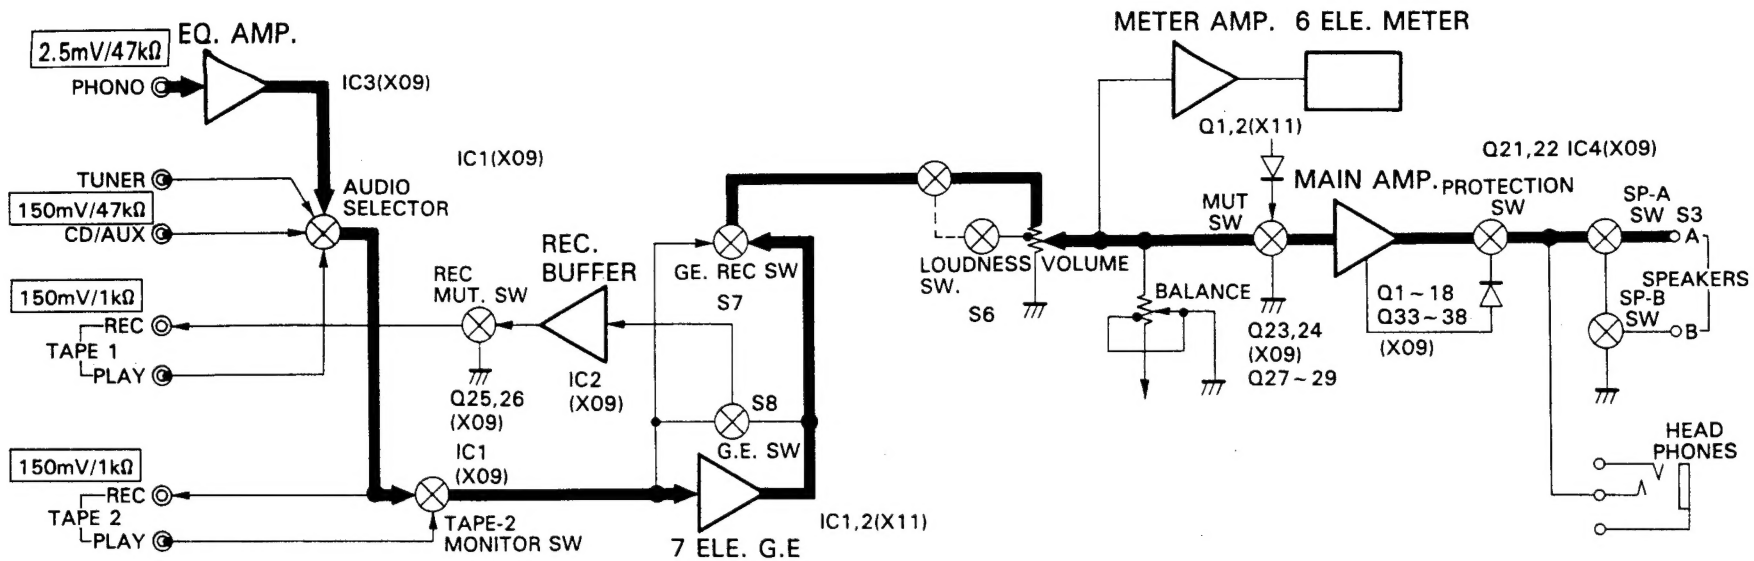 EQ. AMP.
2.5mV/47kΩ
PHONO
IC3(X09)
IC1(X09)
TUNER
AUDIO
SELECTOR
150mV/47kΩ
CD/AUX
150mV/1kΩ
REC
TAPE 1
PLAY
REC
MUT. SW
REC.
BUFFER
Q25,26
(X09)
IC2
(X09)
GE. REC SW
S7
S8
G.E. SW
150mV/1kΩ
REC
TAPE 2
PLAY
IC1
(X09)
TAPE-2
MONITOR SW
7 ELE. G.E
IC1,2(X11)
LOUDNESS
SW.
S6
VOLUME
BALANCE
METER AMP.
6 ELE. METER
Q1,2(X11)
MUT
SW
Q23,24
(X09)
Q27~29
MAIN AMP.
Q1~18
Q33~38
(X09)
Q21,22 IC4(X09)
PROTECTION
SW
SP-A
SW
S3
A
SPEAKERS
SP-B
SW
B
HEAD
PHONES